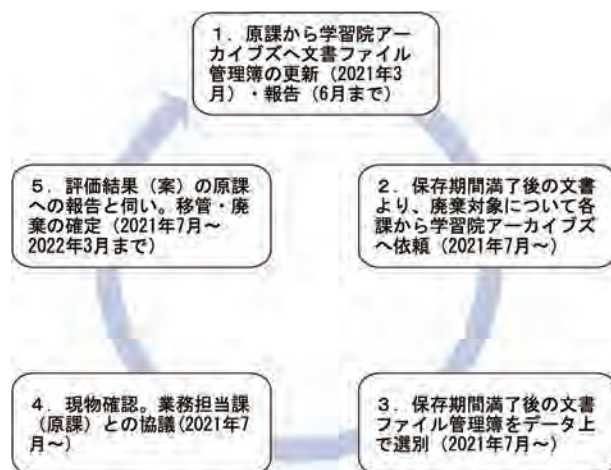 1．原課から学習院アー
カイブズへ文書ファイル
管理簿の更新（2021年3
月）・報告（6月まで）
2．保存期間満了後の文書
より、廃棄対象について各
課から学習院アーカイブズ
へ依頼（2021年7月～）
3．保存期間満了後の文書
ファイル管理簿をデータ上
で選別（2021年7月～）
4．現物確認。業務担当課
（原課）との協議(2021年7
月～)
5．評価結果（案）の原課
への報告と伺い。移管・廃
棄の確定（2021年7月～
2022年3月まで）